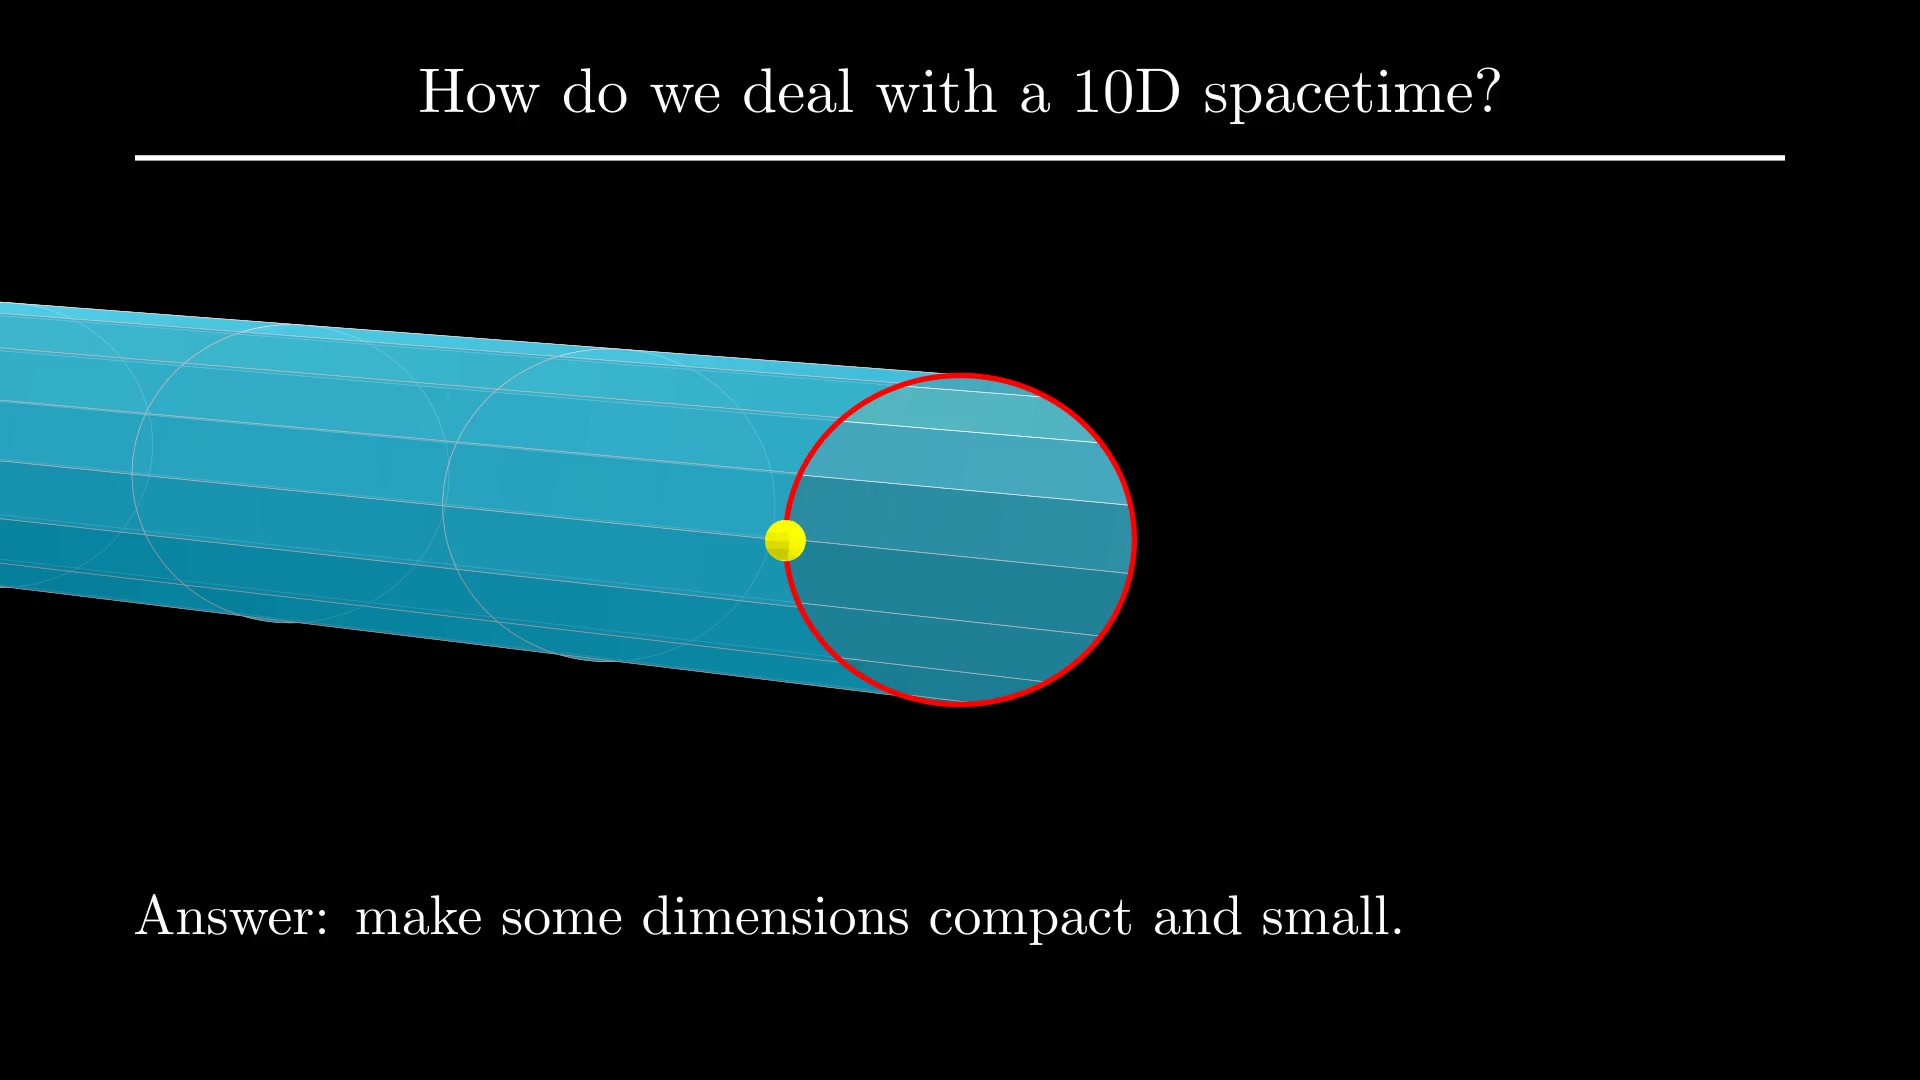 How do we deal with a 10D spacetime?
Answer: make some dimensions compact and small.